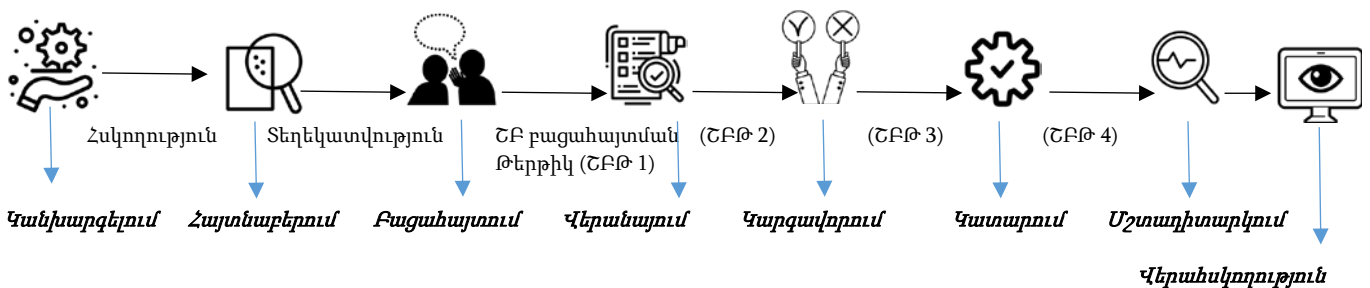 Հսկողություն
Տեղեկատվություն
ՇԲ բացահայտման
Թերթիկ (ՇԲԹ 1)
(ՇԲԹ 2)
(ՇԲԹ 3)
(ՇԲԹ 4)
Կանխարգելում
Հայտնաբերում
Բացահայտում
Վերանայում
Կարգավորում
Կատարում
Մշտադիտարկում
Վերահսկողություն